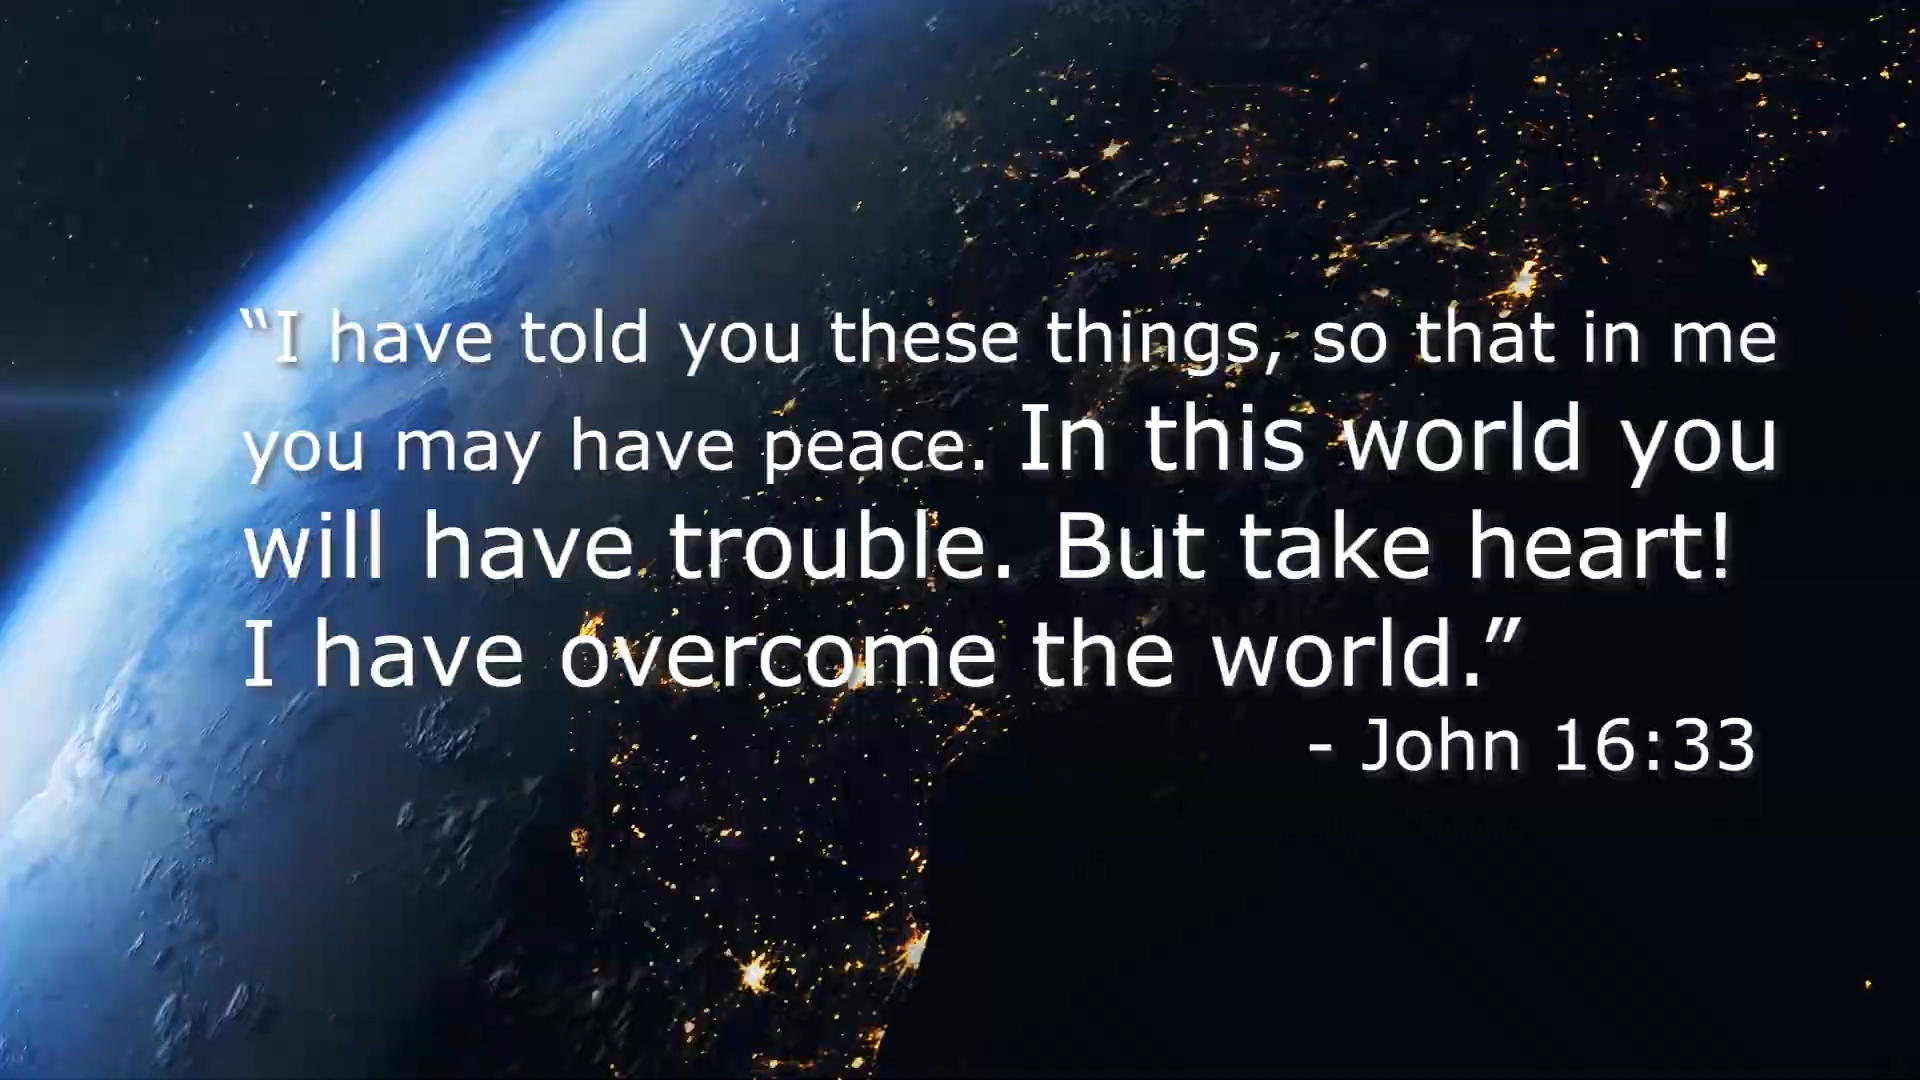 “I have told you these things, so that in me
you may have peace. In this world you
will have trouble. But take heart!
I have overcome the world.”
- John 16:33